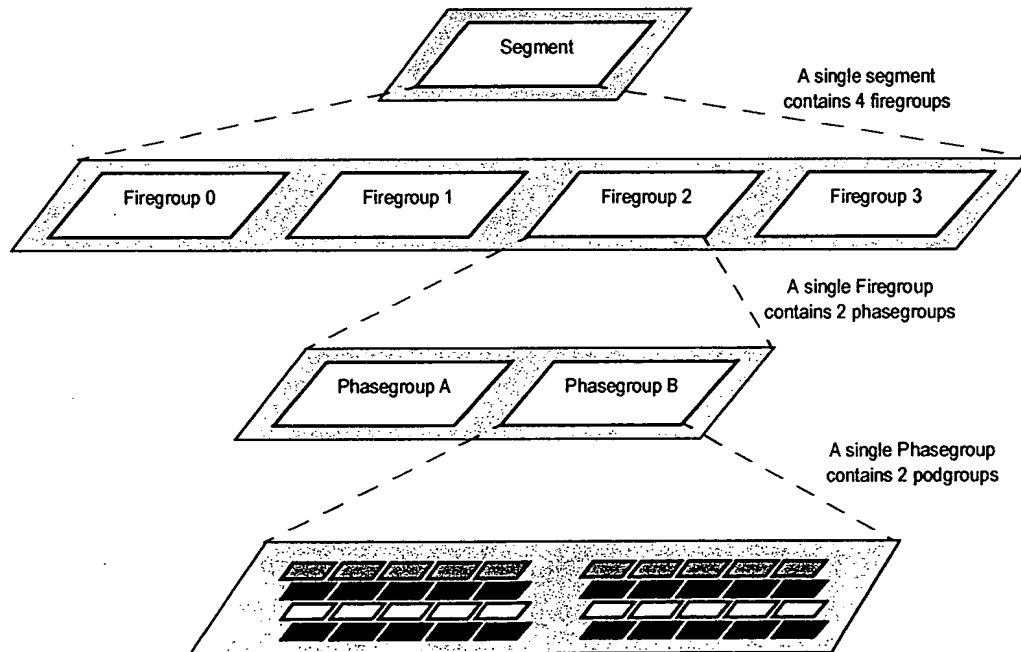 Segment
A single segment
contains 4 firegroups
Firegroup 0
Firegroup 1
Firegroup 2
Firegroup 3
A single Firegroup
contains 2 phasegroups
Phasegroup A
Phasegroup B
A single Phasegroup
contains 2 podgroups